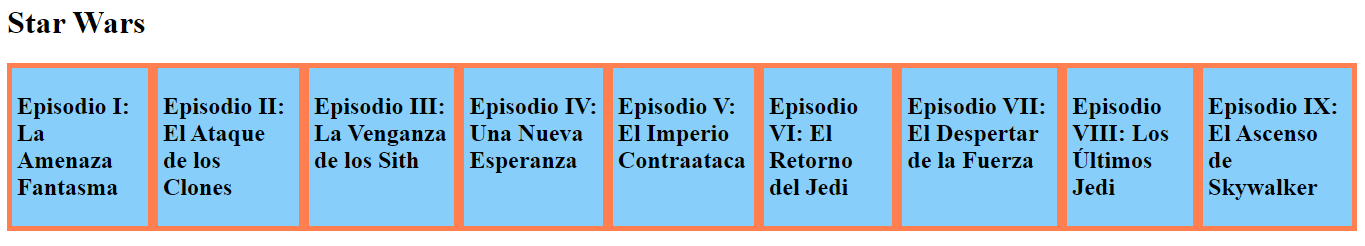 Star Wars
Episodio I:
La
Amenaza
Fantasma
Episodio II:
El Ataque
de los
Clones
Episodio III:
La Venganza
de los Sith
Episodio IV:
Una Nueva
Esperanza
Episodio V:
El Imperio
Contraataca
Episodio
VI: El
Retorno
del Jedi
Episodio VII:
El Despertar
de la Fuerza
Episodio
VIII: Los
Últimos
Jedi
Episodio IX:
El Ascenso
de
Skywalker